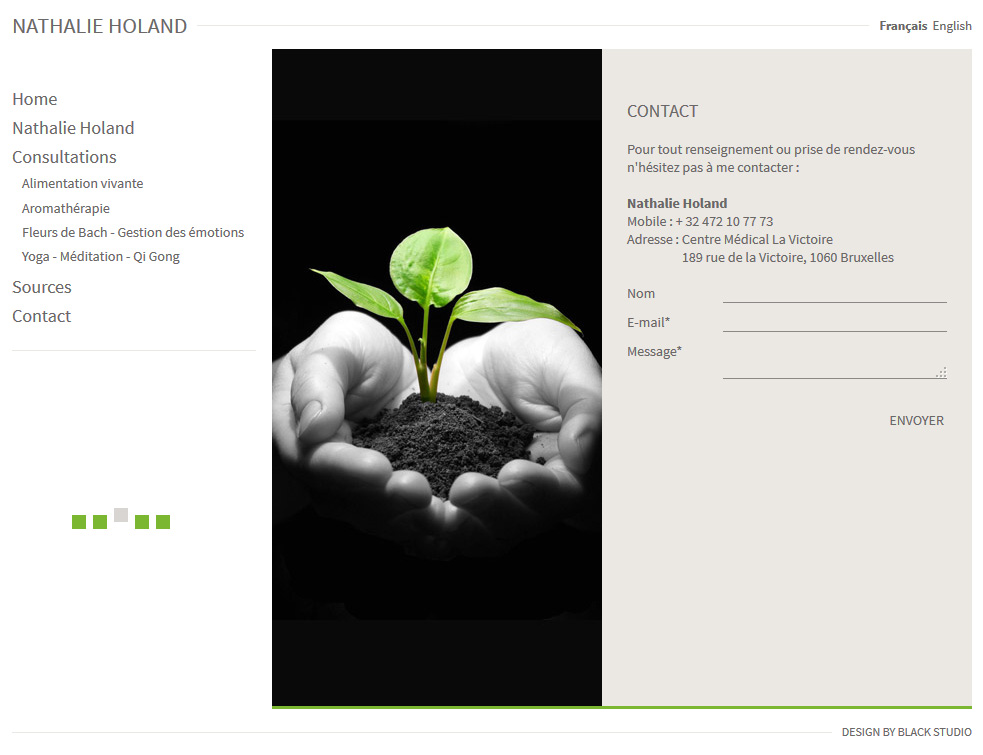 NATHALIE HOLAND
Français English
Home
Nathalie Holand
Consultations
Alimentation vivante
Aromathérapie
Fleurs de Bach - Gestion des émotions
Yoga - Méditation - Qi Gong
Sources
Contact
CONTACT
Pour tout renseignement ou prise de rendez-vous
n'hésitez pas à me contacter :
Nathalie Holand
Mobile : + 32 472 10 77 73
Adresse : Centre Médical La Victoire
189 rue de la Victoire, 1060 Bruxelles
Nom
E-mail*
Message*
ENVOYER
DESIGN BY BLACK STUDIO